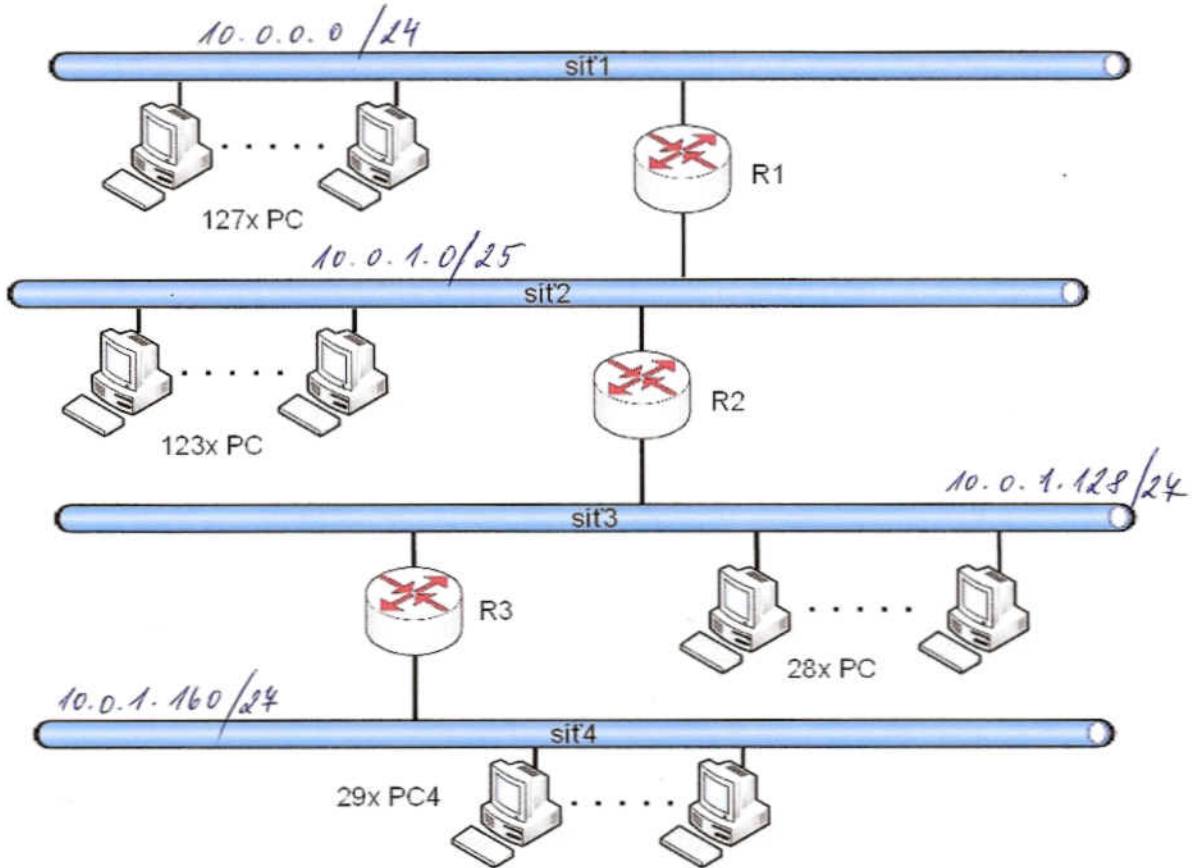 10.0.0.0/24
síť1
R1
127x PC
10.0.1.0/25
síť2
R2
123x PC
10.0.1.128/27
síť3
R3
28x PC
10.0.1.160/27
síť4
29x PC4